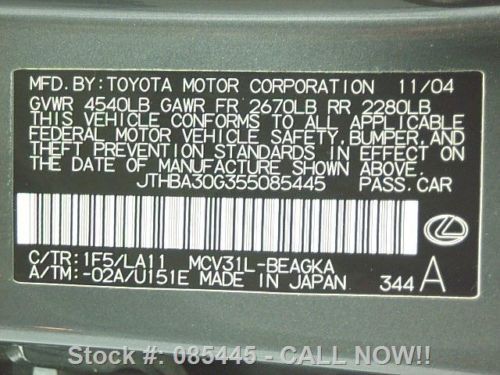 MFD. BY: TOYOTA MOTOR CORPORATION 11/04
GVWR 4540LB GAWR FR 2670LB RR 2280LB
THIS VEHICLE CONFORMS TO ALL APPLICABLE
FEDERAL MOTOR VEHICLE SAFETY, BUMPER, AND
THEFT PREVENTION STANDARDS IN EFFECT ON
THE DATE OF MANUFACTURE SHOWN ABOVE.
JTHBA30G355085445 PASS. CAR
C/TR: 1F5/LA11 MCV31L-BEAGKA
A/TM: -02A/U151E MADE IN JAPAN 344 A
Stock #: 085445 - CALL NOW!!